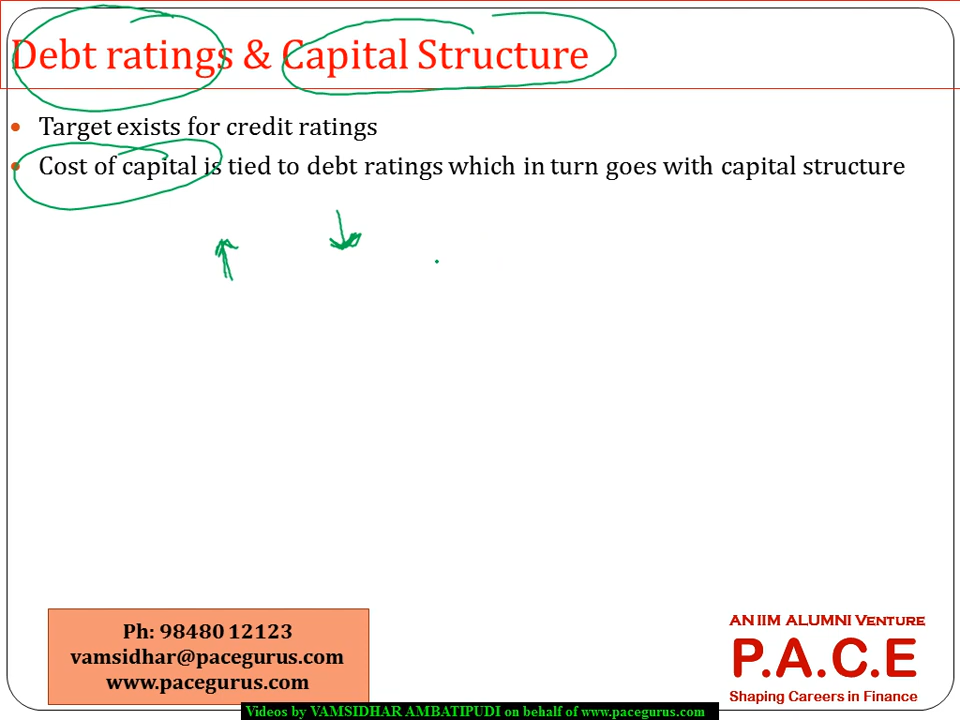 Debt ratings & Capital Structure
• Target exists for credit ratings
• Cost of capital is tied to debt ratings which in turn goes with capital structure
Ph: 98480 12123
vamsidhar@pacegurus.com
www.pacegurus.com
AN IIM ALUMNI VENTURE
P.A.C.E
Shaping Careers in Finance
Videos by VAMSIDHAR AMBATIPUDI on behalf of www.pacegurus.com